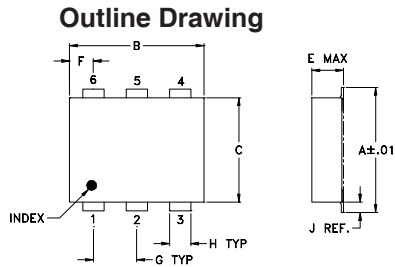 Outline Drawing
B
F
E MAX
6 5 4
C
A±.01
INDEX
1 2 3
J REF.
H TYP
G TYP